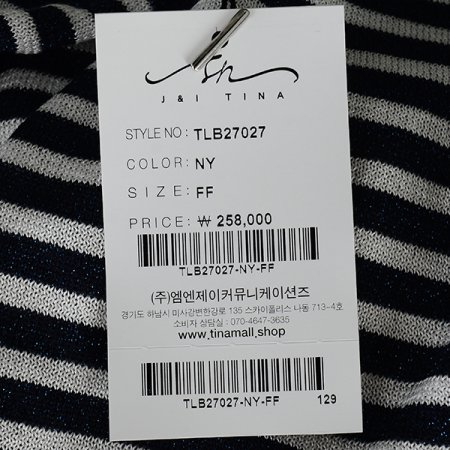 J&I TINA
STYLE NO: TLB27027
COLOR: NY
SIZE: FF
PRICE: ₩ 258,000
TLB27027-NY-FF
(주)엠엔제이커뮤니케이션즈
경기도 하남시 미사강변한강로 135 스카이폴리스 나동 713-4호
소비자 상담실 : 070-4647-3635
www.tinamall.shop
TLB27027-NY-FF 129